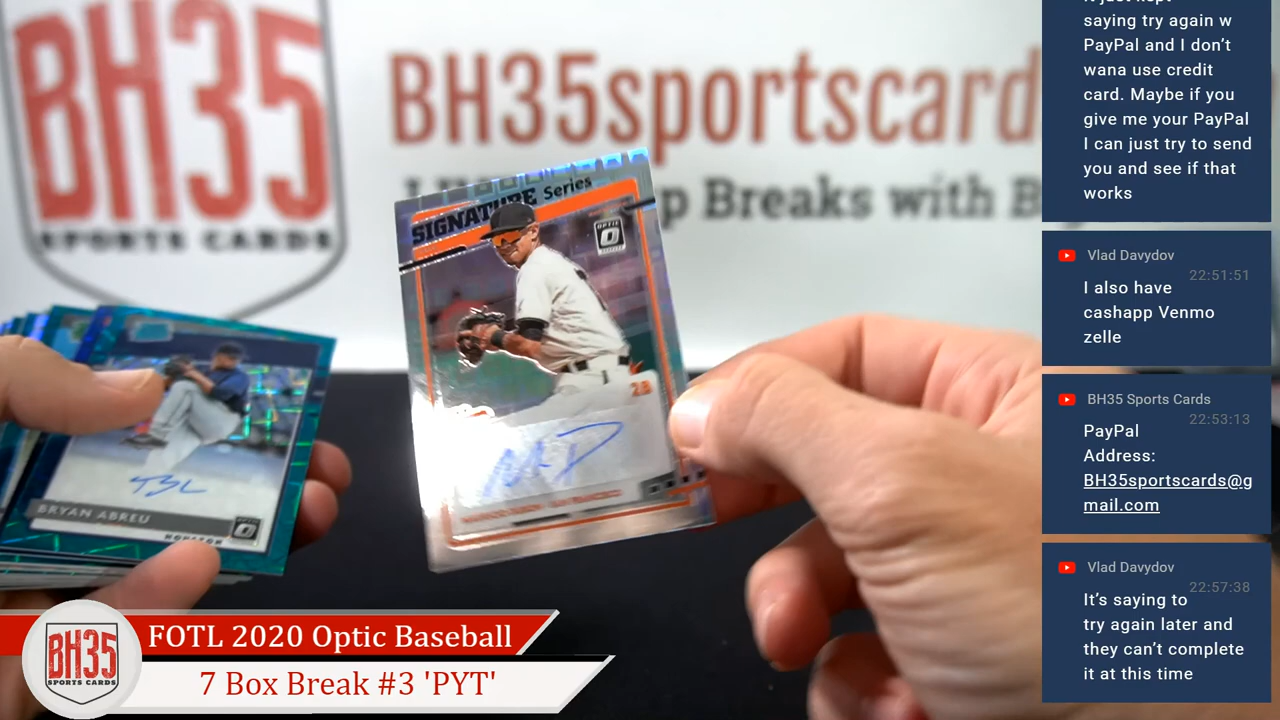 BH35
SPORTS CARDS
BH35sportscard
p Breaks with B
SIGNATURE Series
OPTIC
28
BRYAN ABREU
OPTIC
HOUSTON
BH35
SPORTS CARDS
FOTL 2020 Optic Baseball
7 Box Break #3 'PYT'
saying try again w
PayPal and I don't
wana use credit
card. Maybe if you
give me your PayPal
I can just try to send
you and see if that
works
Vlad Davydov
22:51:51
I also have
cashapp Venmo
zelle
BH35 Sports Cards
22:53:13
PayPal
Address:
BH35sportscards@g
mail.com
Vlad Davydov
22:57:38
It's saying to
try again later and
they can't complete
it at this time